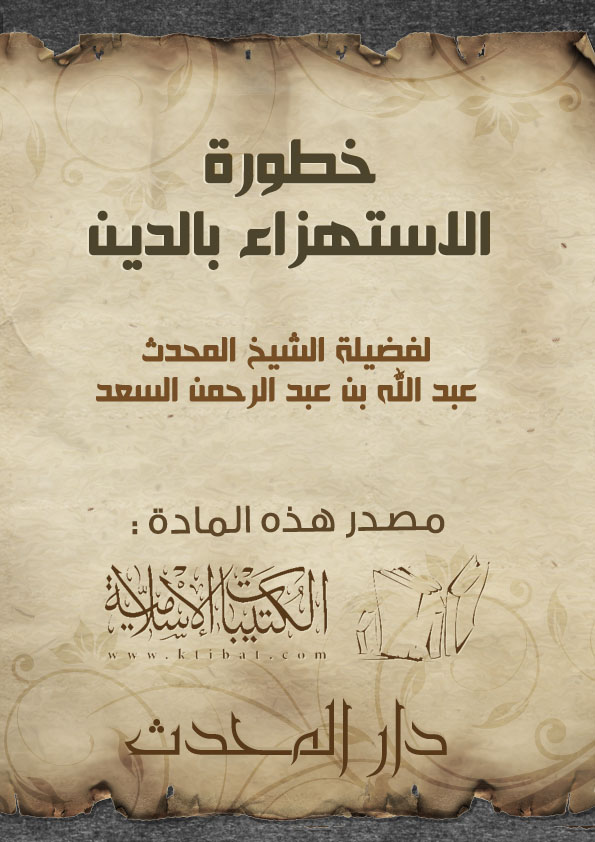 خطورة
الاستهزاء بالدين
لفضيلة الشيخ المحدث
عبد الله بن عبد الرحمن السعد
مصدر هذه المادة :
الكتيبات الإسلامية
www.ktibat.com
دار المحدث